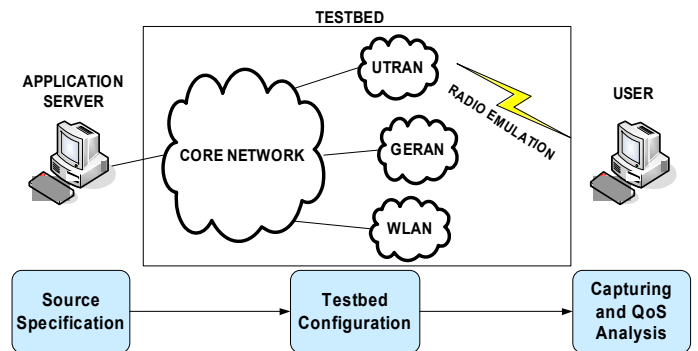 TESTBED
APPLICATION
SERVER
UTRAN
RADIO EMULATION
USER
CORE NETWORK
GERAN
WLAN
Source
Specification
Testbed
Configuration
Capturing
and QoS
Analysis